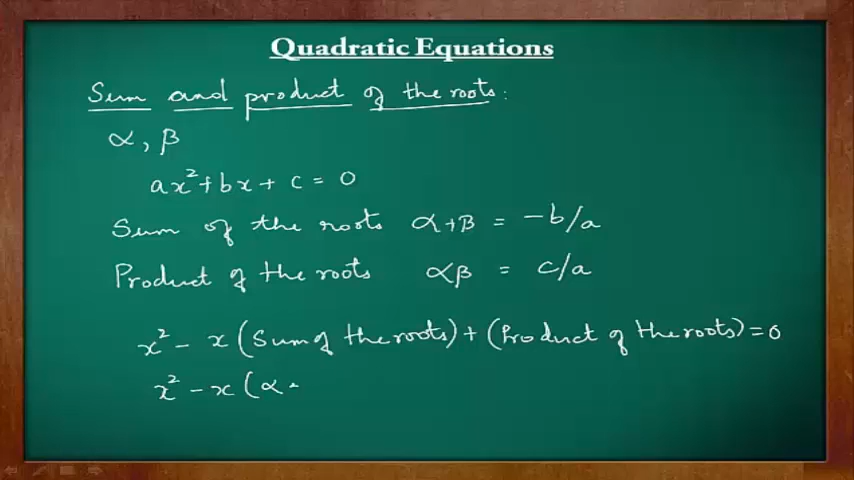 Quadratic Equations
Sum and product of the roots:
α, β
ax² + bx + c = 0
Sum of the roots α+β = -b/a
Product of the roots αβ = c/a
x² - x (Sum of the roots) + (Product of the roots) = 0
x² - x (α